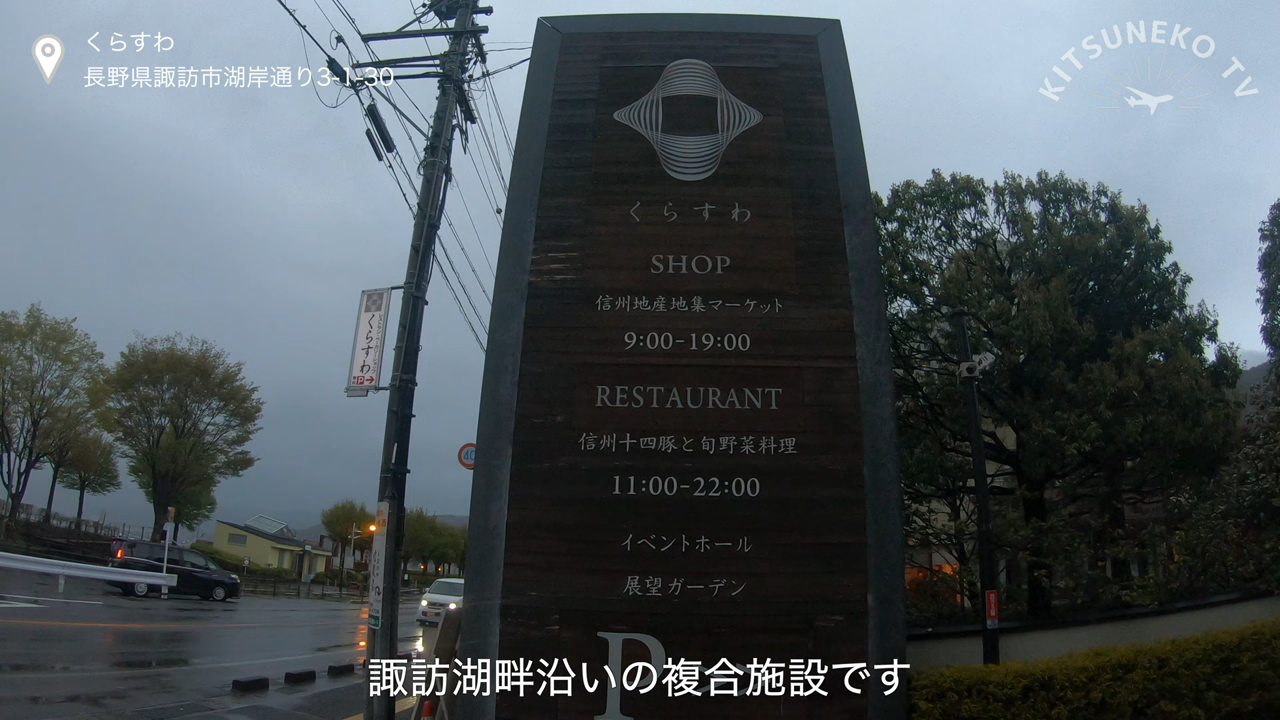 くらすわ
長野県諏訪市湖岸通り3-1-30
KITSUNEKO TV
くらすわ
SHOP
信州地産地集マーケット
9:00-19:00
RESTAURANT
信州十四豚と旬野菜料理
11:00-22:00
イベントホール
展望ガーデン
P
くらすわ
P
40
諏訪湖畔沿いの複合施設です